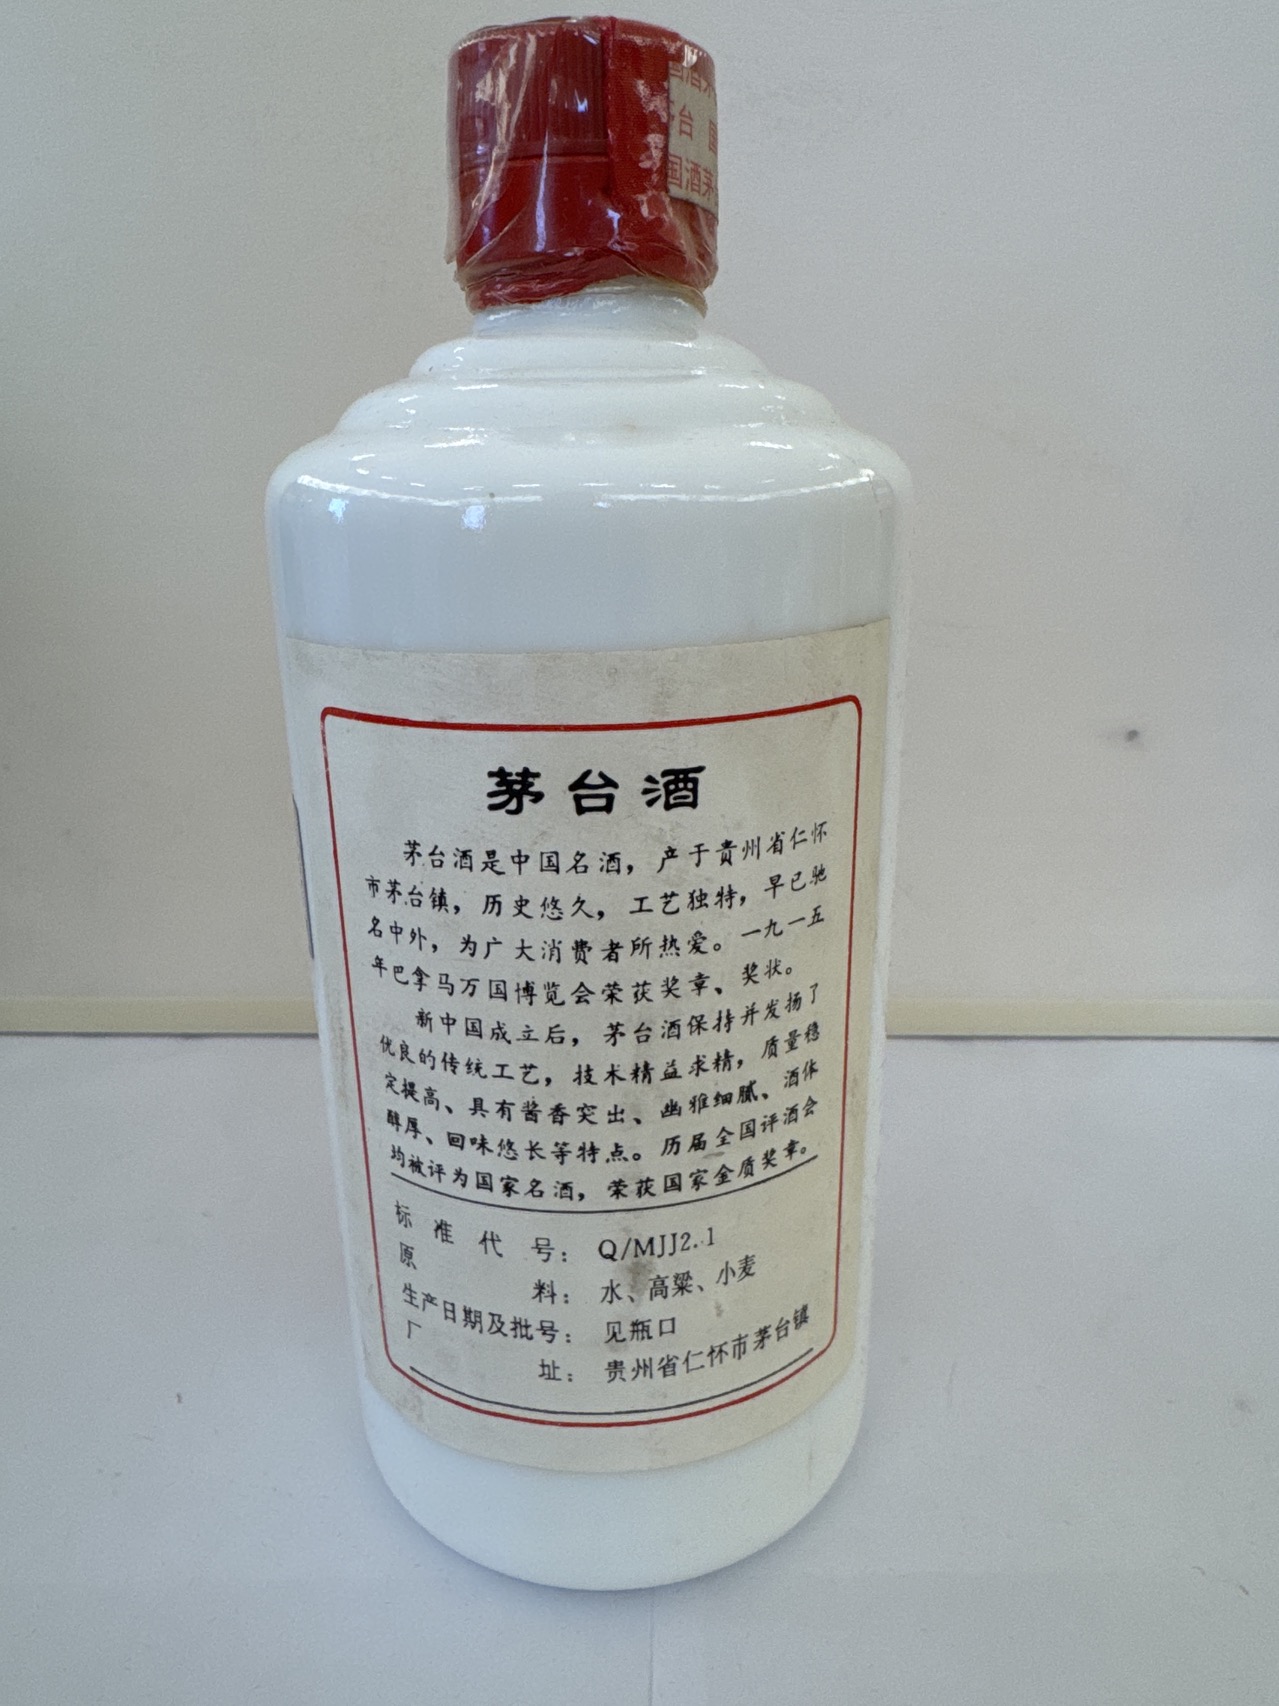 国酒茅
台 国
国酒茅
茅台酒
茅台酒是中国名酒，产于贵州省仁怀
市茅台镇，历史悠久，工艺独特，早已驰
名中外，为广大消费者所热爱。一九一五
年巴拿马万国博览会荣获奖章、奖状。
新中国成立后，茅台酒保持并发扬了
优良的传统工艺，技术精益求精，质量稳
定提高、具有酱香突出、幽雅细腻、酒体
醇厚、回味悠长等特点。历届全国评酒会
均被评为国家名酒，荣获国家金质奖章。
标准代号：Q/MJJ2.1
原料：水、高粱、小麦
生产日期及批号：见瓶口
厂址：贵州省仁怀市茅台镇